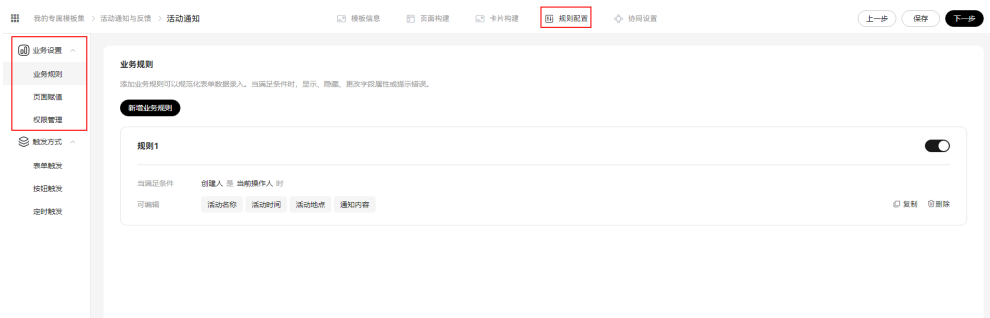 我的专属模板集 > 活动通知与反馈 > 活动通知
模板信息 页面构建 卡片构建 规则配置 协同设置
上一步 保存 下一步
业务设置
业务规则
页面赋值
权限管理
触发方式
表单触发
按钮触发
定时触发
业务规则
添加业务规则可以规范化表单数据录入。当满足条件时，显示、隐藏、更改字段属性或提示错误。
新增业务规则
规则1
当满足条件 创建人 是 当前操作人 时
可编辑 活动名称 活动时间 活动地点 通知内容
复制 删除